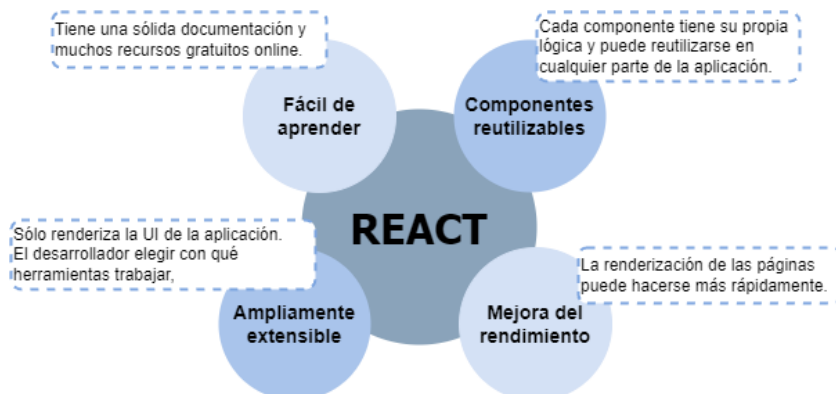 Tiene una sólida documentación y
muchos recursos gratuitos online.
Fácil de
aprender
Cada componente tiene su propia
lógica y puede reutilizarse en
cualquier parte de la aplicación.
Componentes
reutilizables
REACT
Sólo renderiza la UI de la aplicación.
El desarrollador elegir con qué
herramientas trabajar,
Ampliamente
extensible
La renderización de las páginas
puede hacerse más rápidamente.
Mejora del
rendimiento